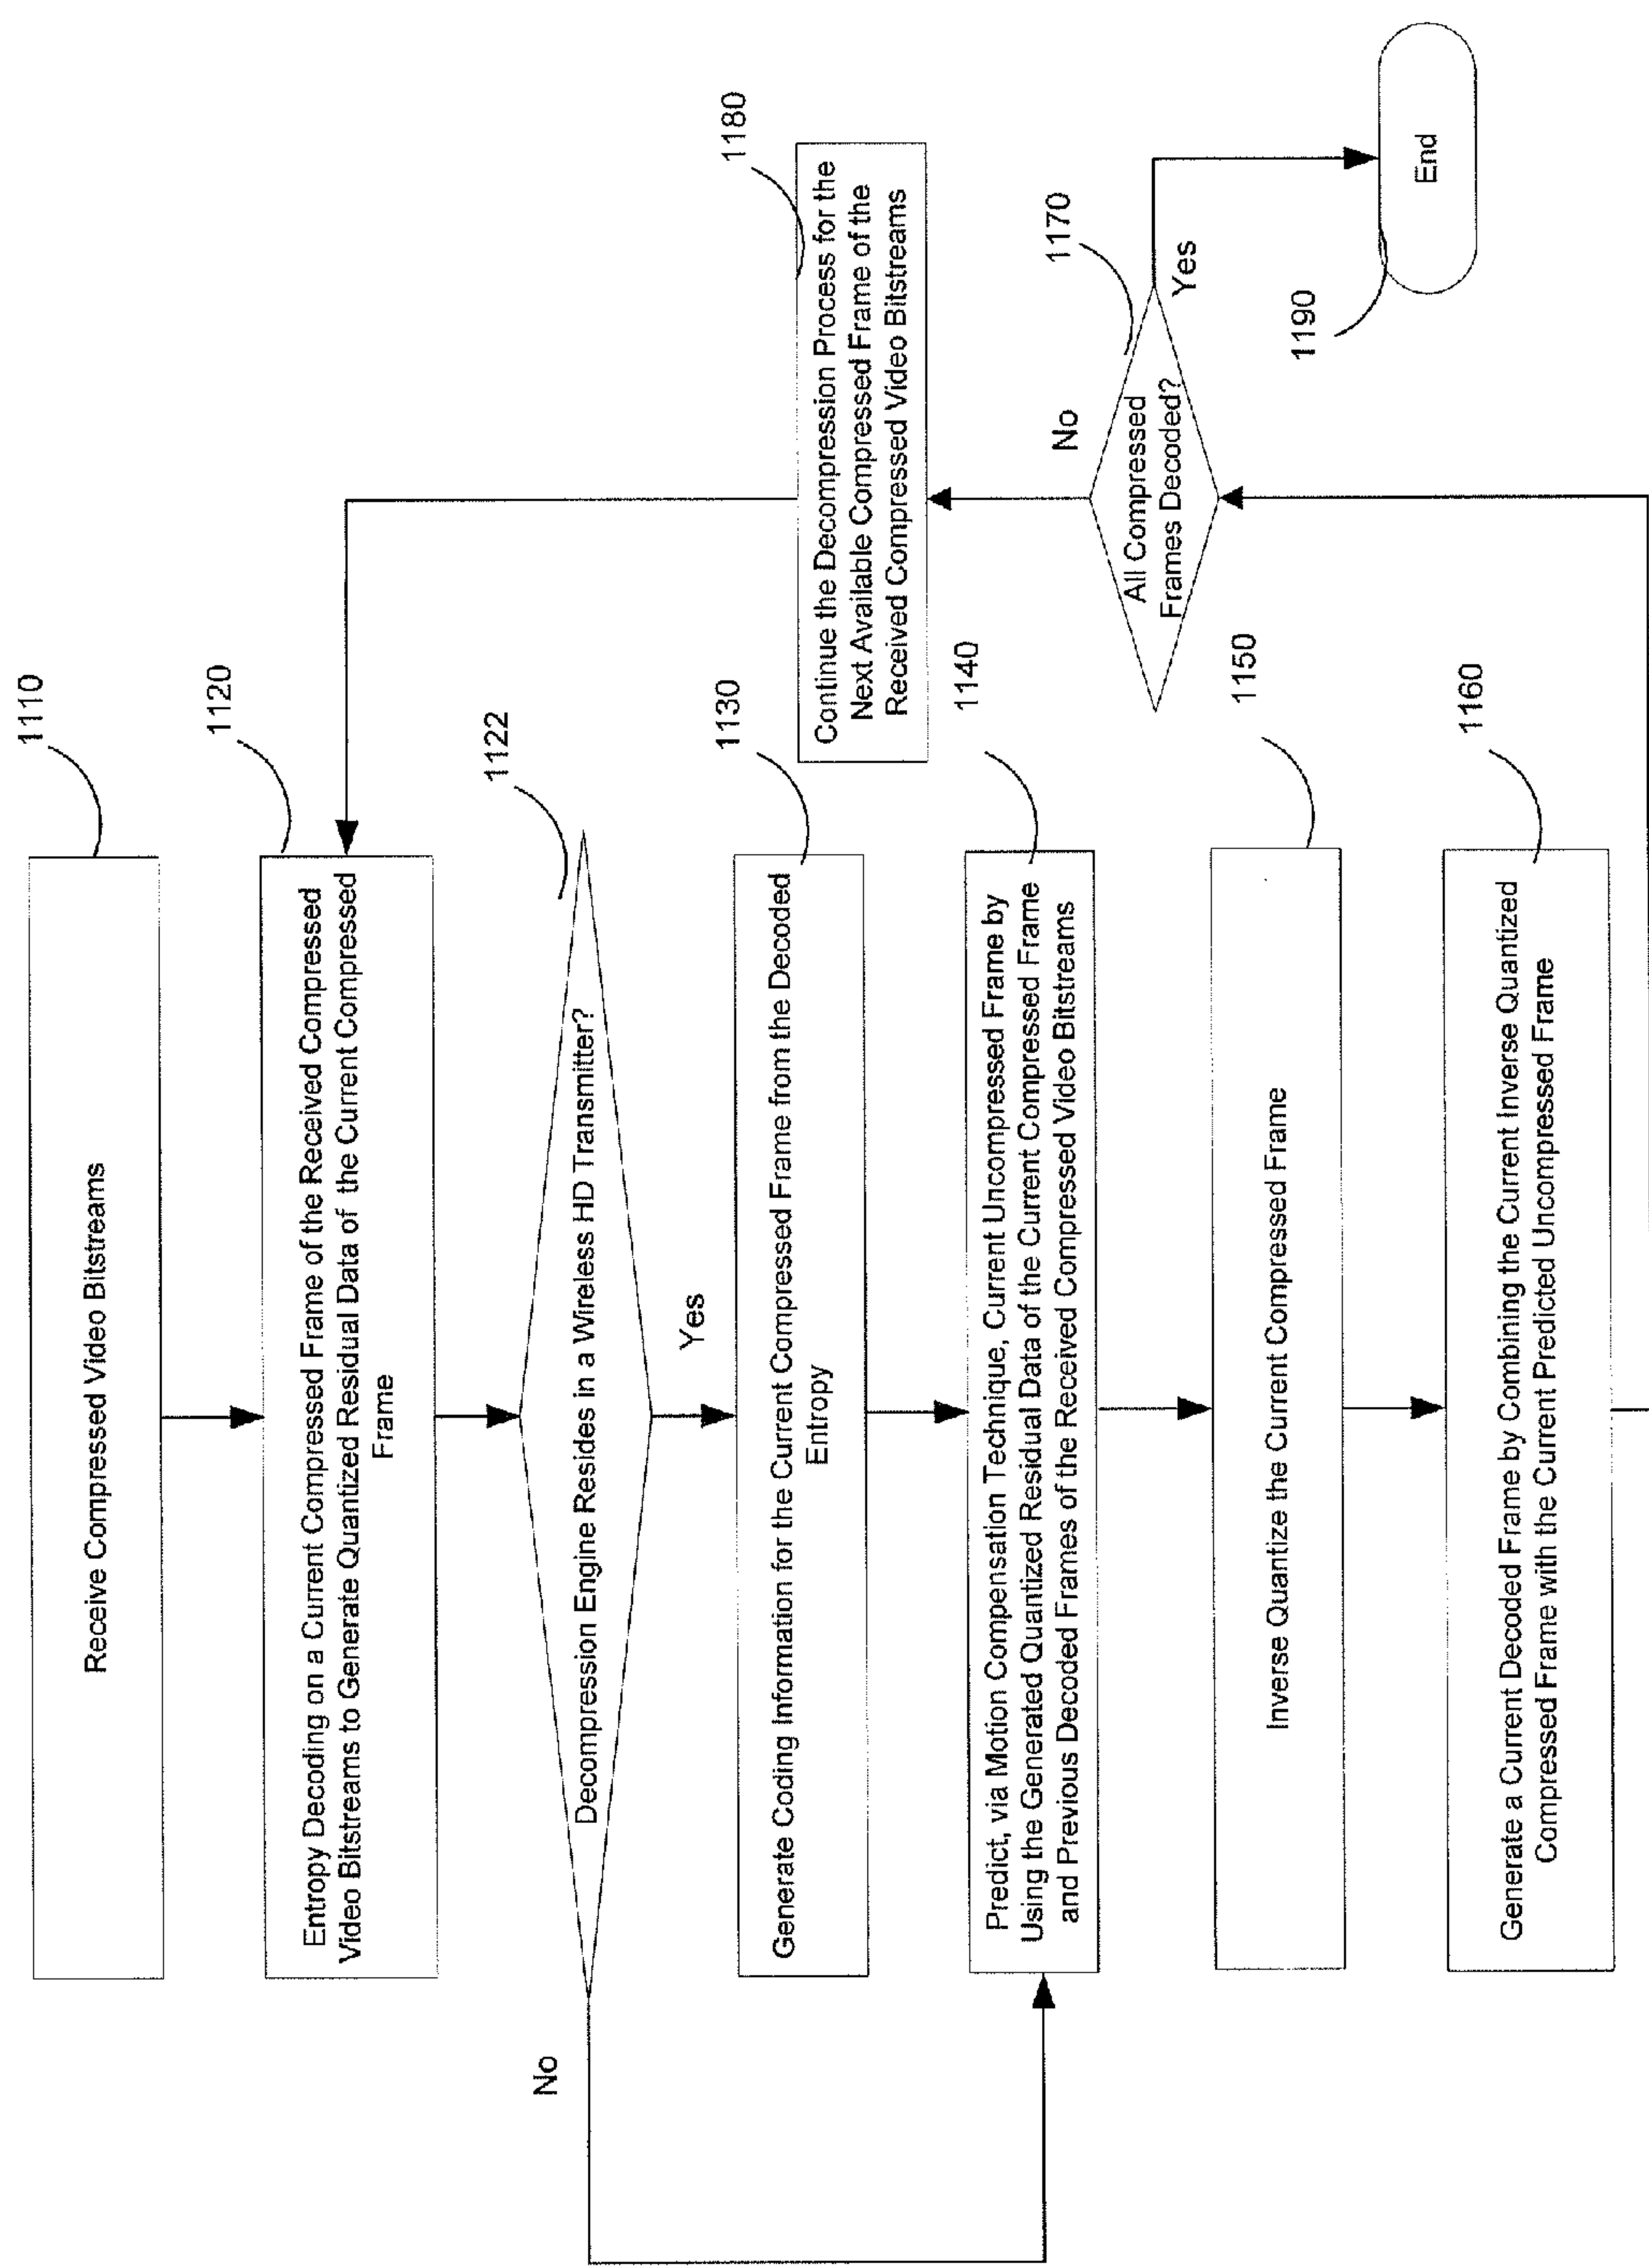 1110
Receive Compressed Video Bitstreams
1120
Entropy Decoding on a Current Compressed Frame of the Received Compressed
Video Bitstreams to Generate Quantized Residual Data of the Current Compressed
Frame
1122
Decompression Engine Resides in a Wireless HD Transmitter?
No
Yes
1130
Generate Coding Information for the Current Compressed Frame from the Decoded
Entropy
1140
Predict, via Motion Compensation Technique, Current Uncompressed Frame by
Using the Generated Quantized Residual Data of the Current Compressed Frame
and Previous Decoded Frames of the Received Compressed Video Bitstreams
1150
Inverse Quantize the Current Compressed Frame
1160
Generate a Current Decoded Frame by Combining the Current Inverse Quantized
Compressed Frame with the Current Predicted Uncompressed Frame
1180
Continue the Decompression Process for the
Next Available Compressed Frame of the
Received Compressed Video Bitstreams
No
1170
All Compressed
Frames Decoded?
Yes
1190
End